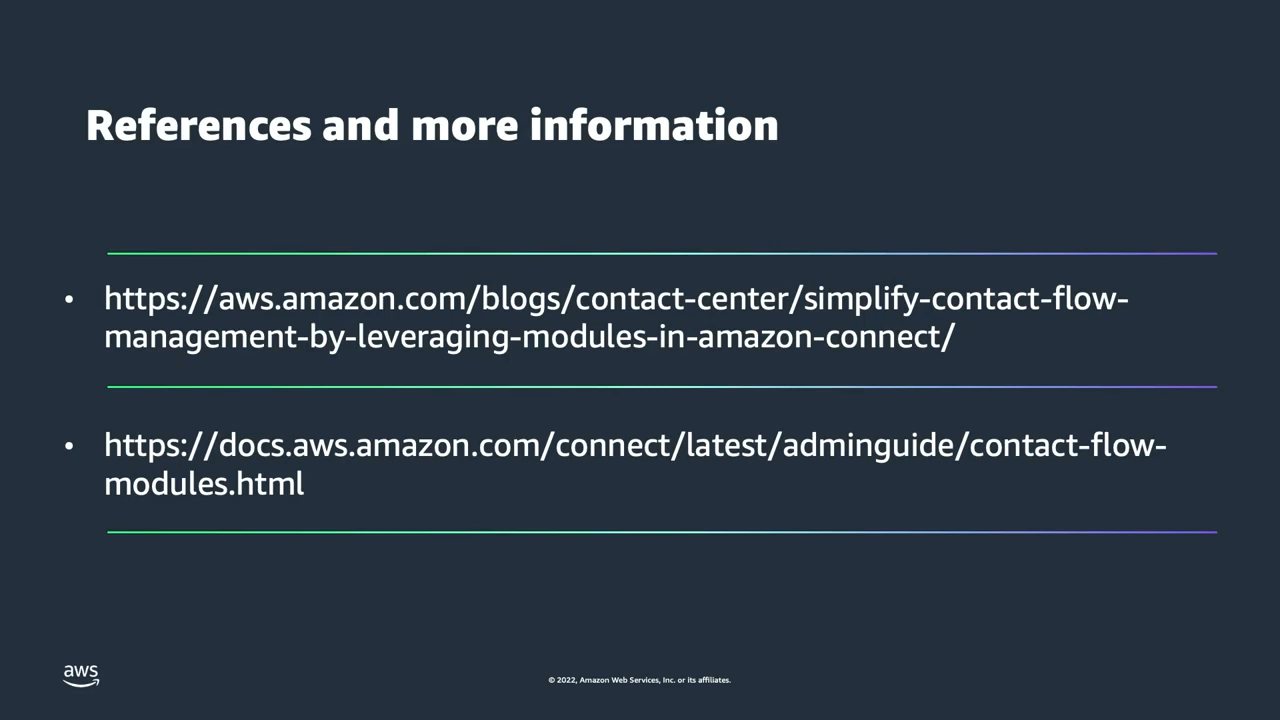 References and more information
• https://aws.amazon.com/blogs/contact-center/simplify-contact-flow-
management-by-leveraging-modules-in-amazon-connect/
• https://docs.aws.amazon.com/connect/latest/adminguide/contact-flow-
modules.html
aws
© 2022, Amazon Web Services, Inc. or its affiliates.